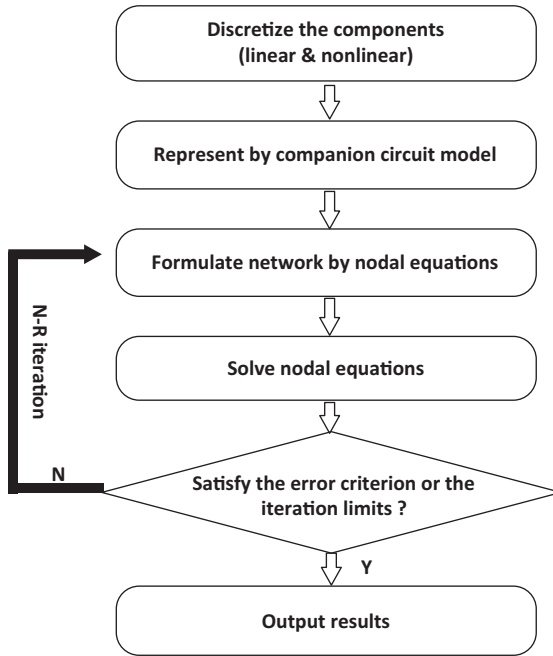 Discretize the components
(linear & nonlinear)
Represent by companion circuit model
Formulate network by nodal equations
N-R iteration
Solve nodal equations
N
Satisfy the error criterion or the
iteration limits ?
Y
Output results